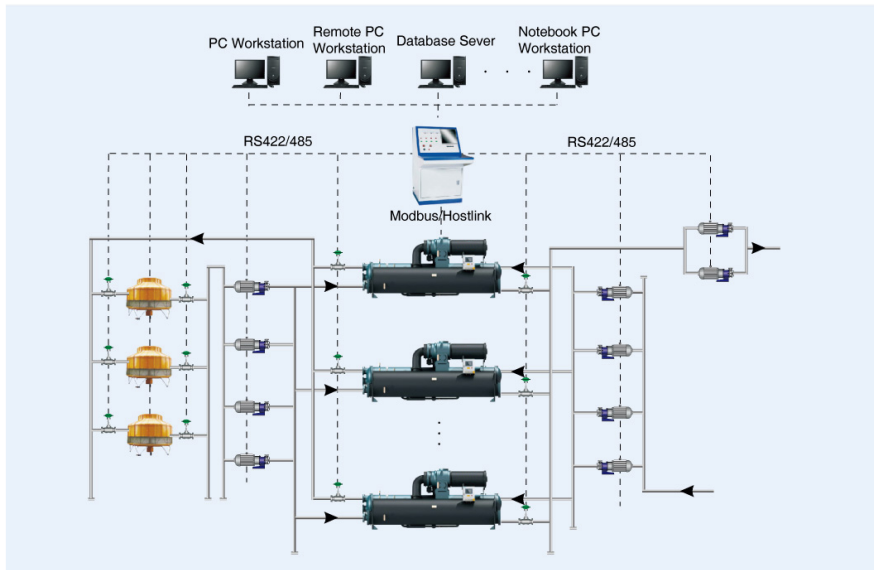 PC Workstation
Remote PC
Workstation
Database Sever
Notebook PC
Workstation
RS422/485
RS422/485
Modbus/Hostlink